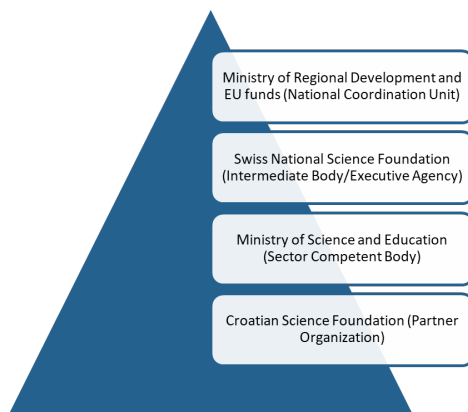 Ministry of Regional Development and
EU funds (National Coordination Unit)
Swiss National Science Foundation
(Intermediate Body/Executive Agency)
Ministry of Science and Education
(Sector Competent Body)
Croatian Science Foundation (Partner
Organization)